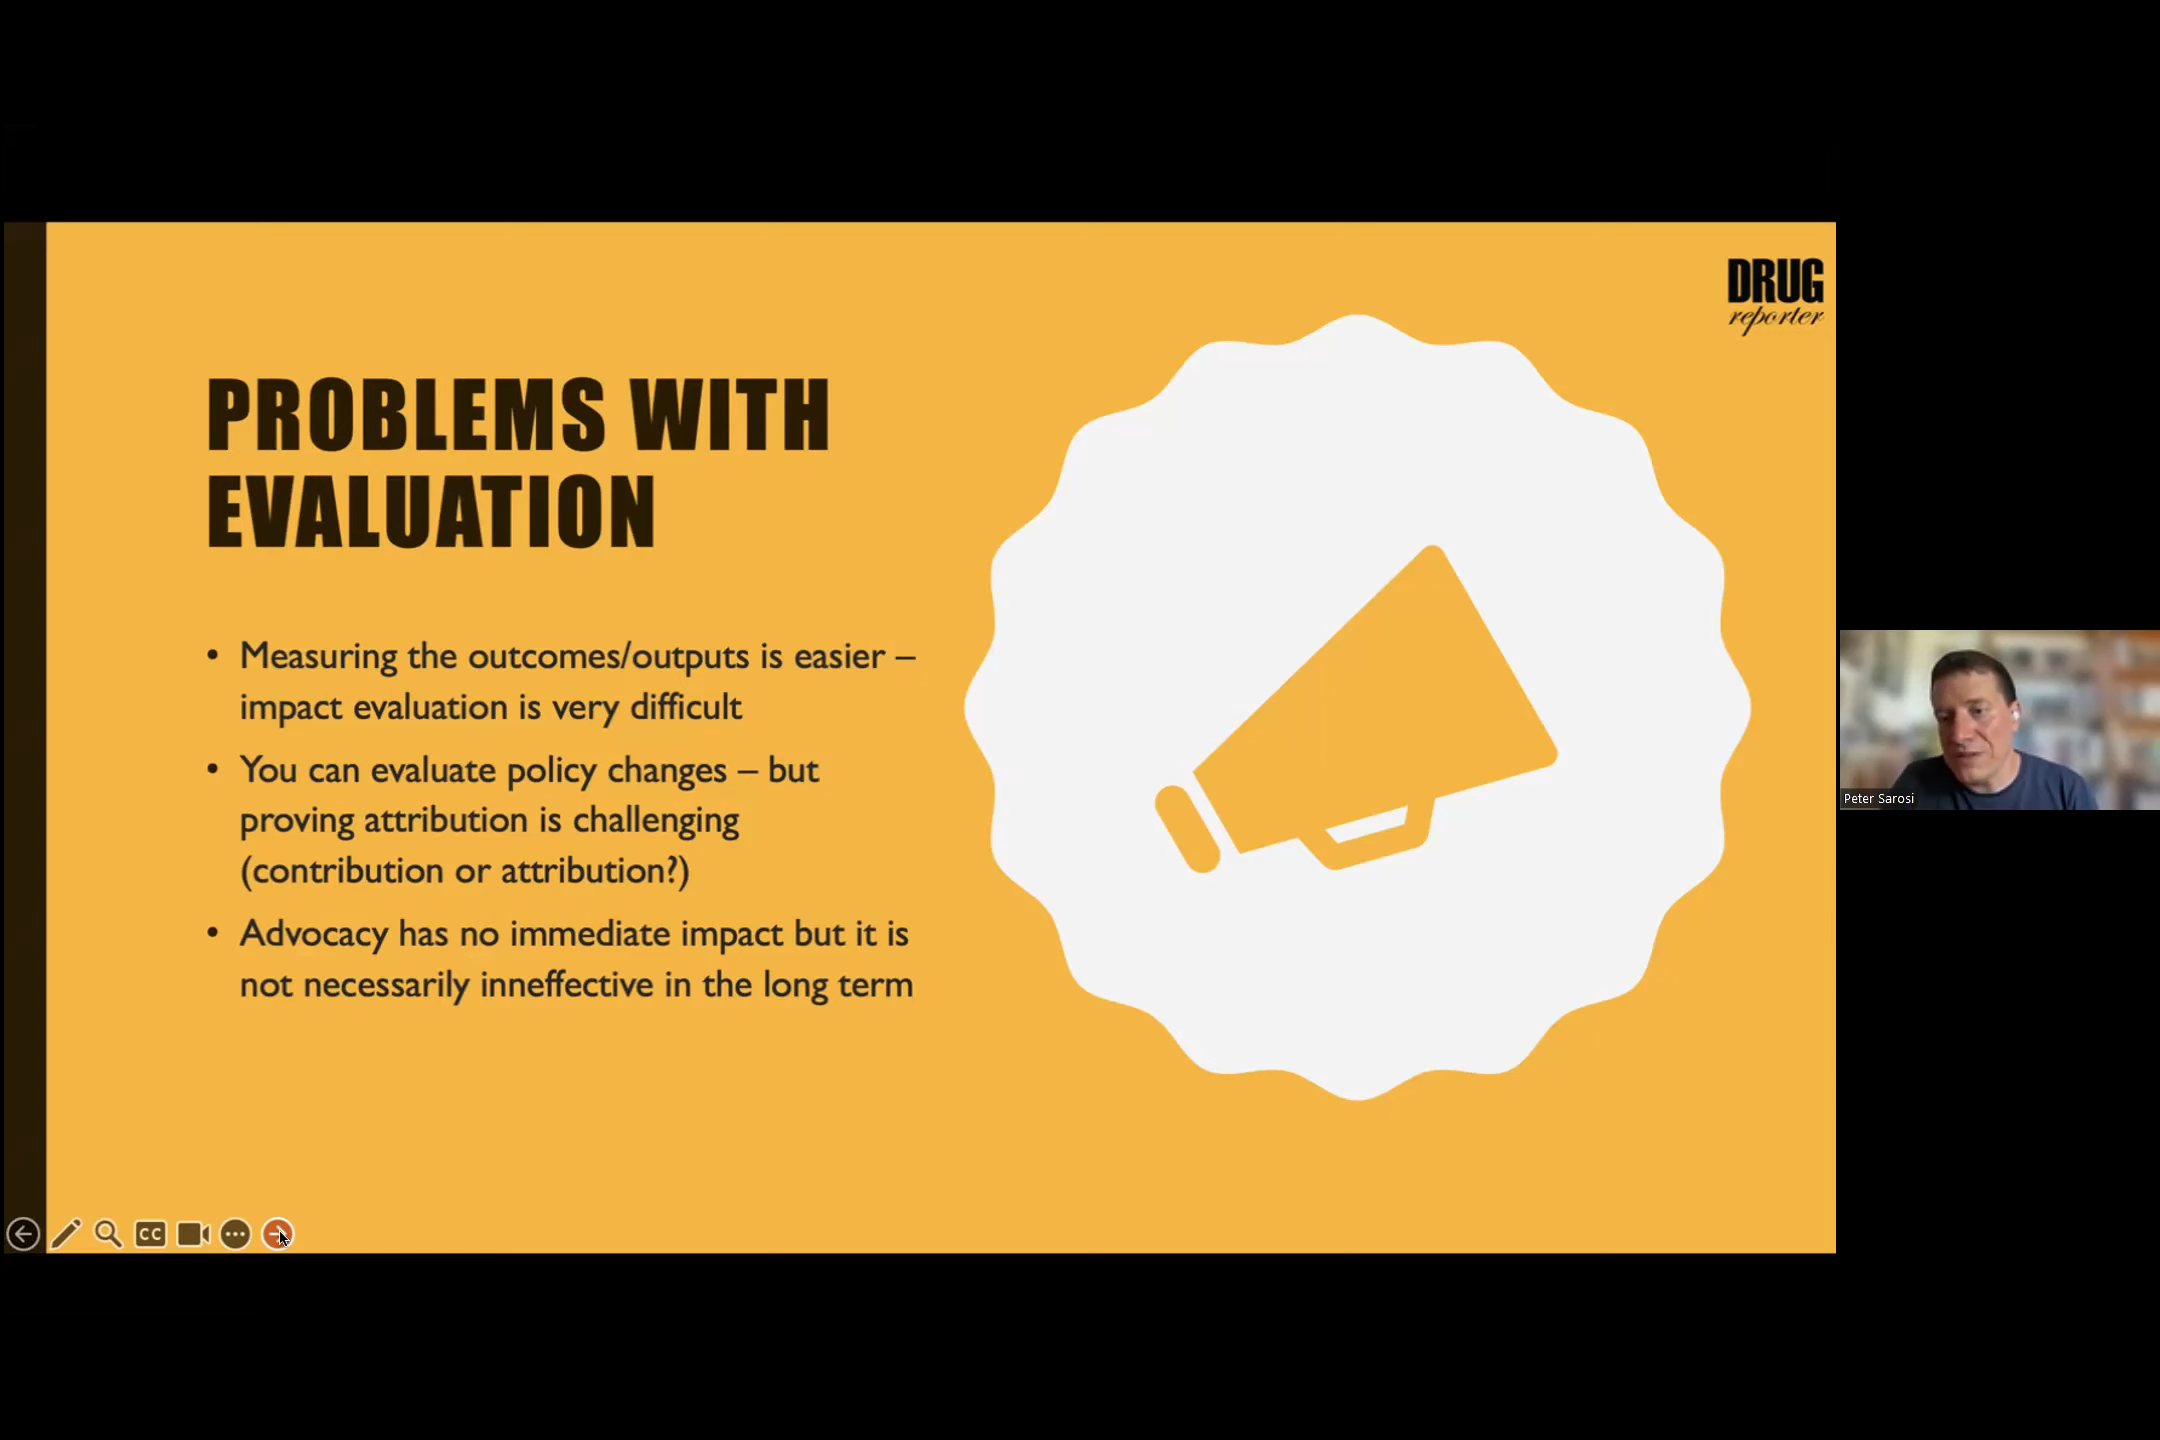 DRUG
reporter
PROBLEMS WITH
EVALUATION
• Measuring the outcomes/outputs is easier –
impact evaluation is very difficult
• You can evaluate policy changes – but
proving attribution is challenging
(contribution or attribution?)
• Advocacy has no immediate impact but it is
not necessarily inneffective in the long term
Peter Sarosi
CC